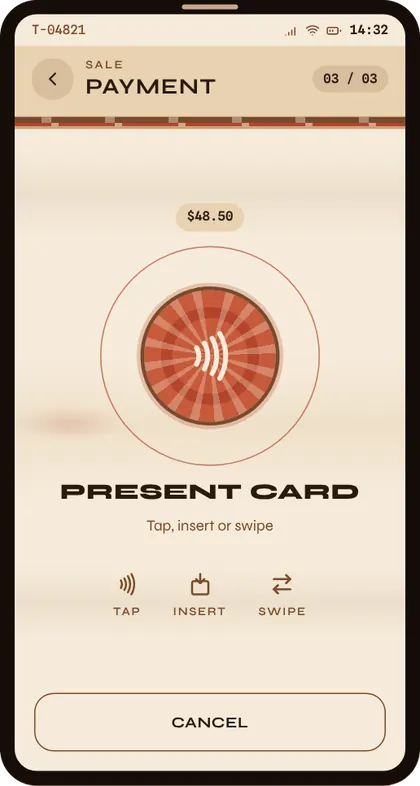 T-04821
14:32
SALE
PAYMENT
03 / 03
$48.50
PRESENT CARD
Tap, insert or swipe
TAP
INSERT
SWIPE
CANCEL